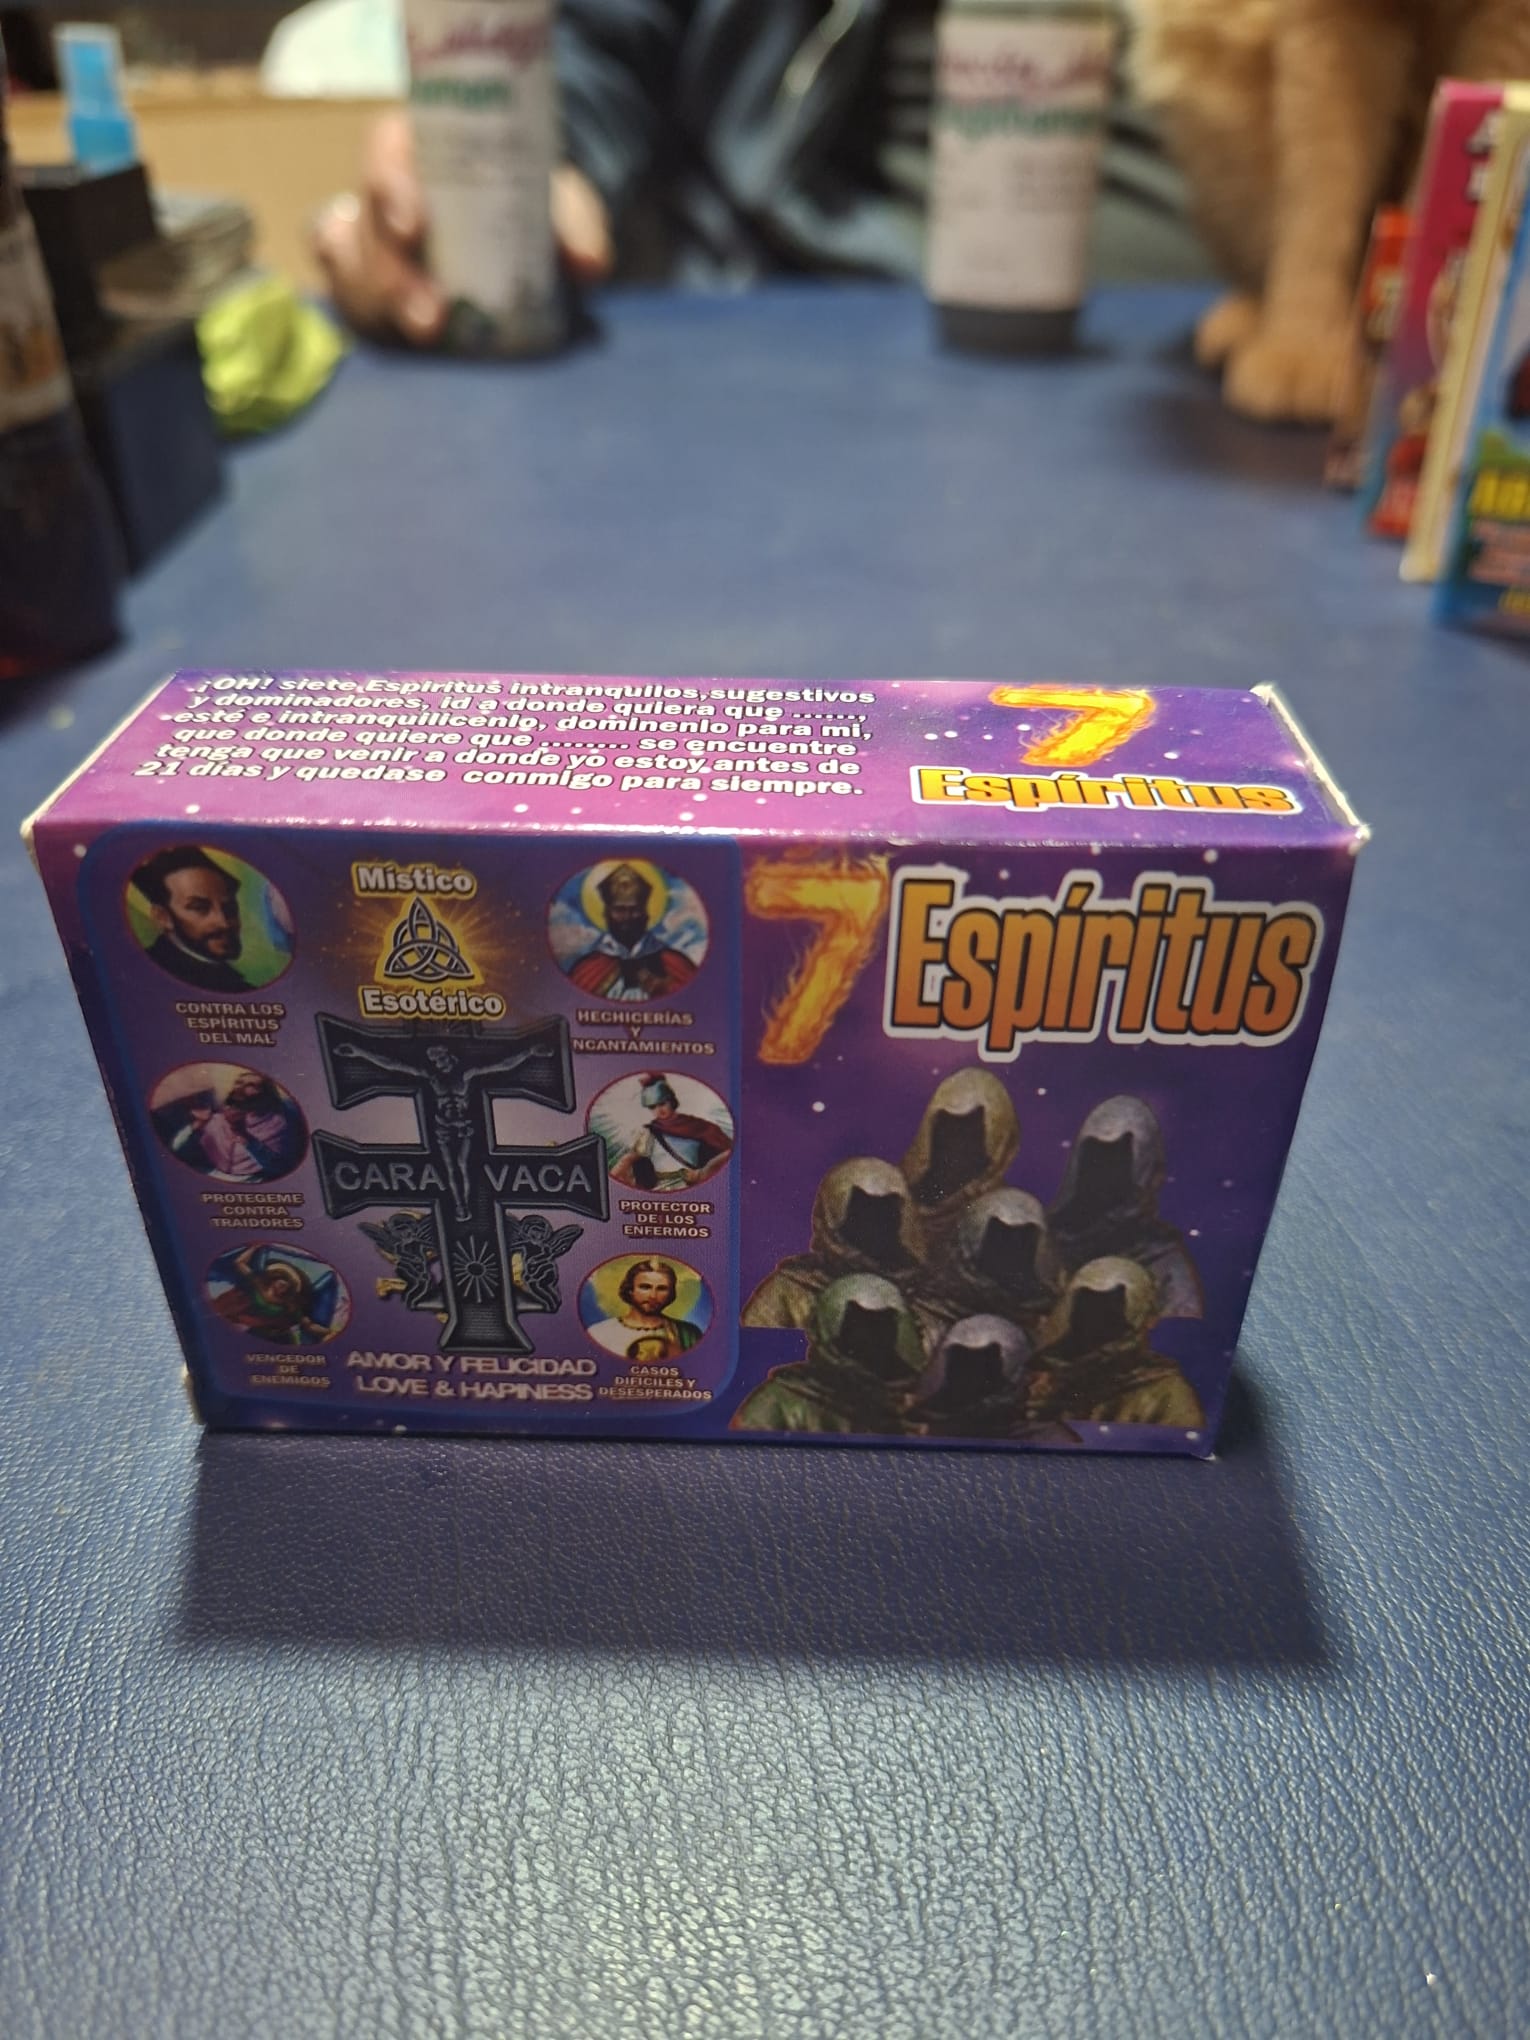 ¡OH! siete Espíritus intranquilos,sugestivos
y dominadores, id a donde quiera que ......,
esté e intranquilicenlo, dominenlo para mi,
que donde quiere que ........ se encuentre
tenga que venir a donde yo estoy antes de
21 días y quedase conmigo para siempre.
7
Espíritus
Místico
Esotérico
CONTRA LOS
ESPÍRITUS
DEL MAL
HECHICERÍAS
Y
NCANTAMIENTOS
CARA VACA
PROTEGEME
CONTRA
TRAIDORES
PROTECTOR
DE LOS
ENFERMOS
VENCEDOR
DE
ENEMIGOS
AMOR Y FELICIDAD
LOVE & HAPINESS
CASOS
DIFICILES Y
DESESPERADOS
7 Espíritus